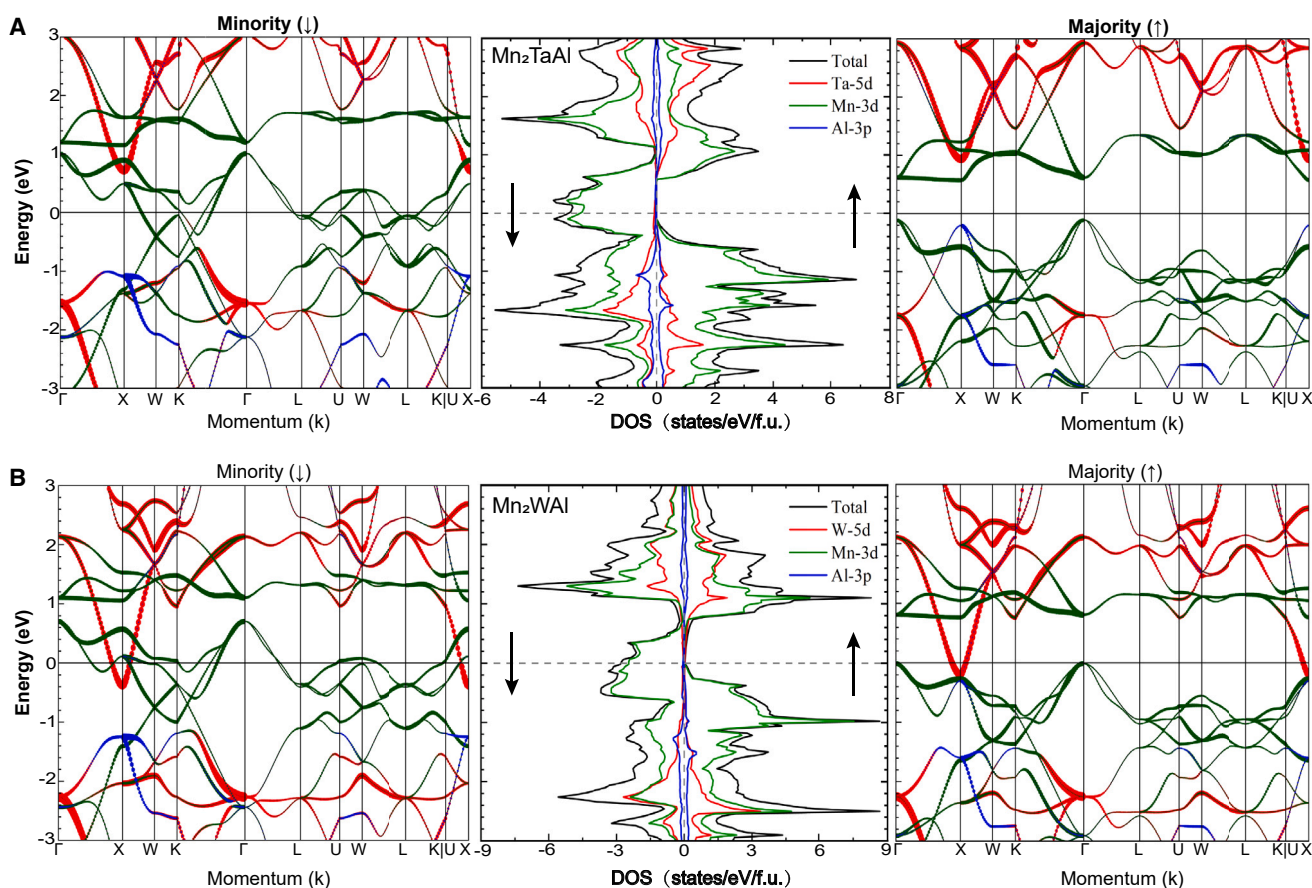 A
Minority (↓)
Majority (↑)
Energy (eV)
3
2
1
0
-1
-2
-3
Γ X W K Γ L U W L K|U X
Momentum (k)
Mn₂TaAl
Total
Ta-5d
Mn-3d
Al-3p
-6 -4 -2 0 2 4 6 8
DOS (states/eV/f.u.)
Γ X W K Γ L U W L K|U X
Momentum (k)
B
Minority (↓)
Majority (↑)
Energy (eV)
3
2
1
0
-1
-2
-3
Γ X W K Γ L U W L K|U X
Momentum (k)
Mn₂WAl
Total
W-5d
Mn-3d
Al-3p
-9 -6 -3 0 3 6 9
DOS (states/eV/f.u.)
Γ X W K Γ L U W L K|U X
Momentum (k)